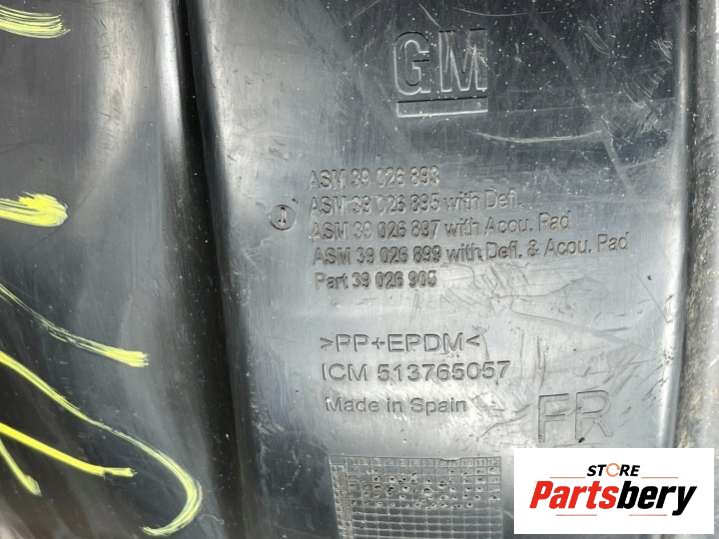 GM
ASM 39 026 893
ASM 39 026 895 with Defl.
ASM 39 026 897 with Acou. Pad
ASM 39 026 899 with Defl. & Acou. Pad
Part 39 026 905
>PP+EPDM<
ICM 513765057
Made in Spain
FR
STORE
Partsbery